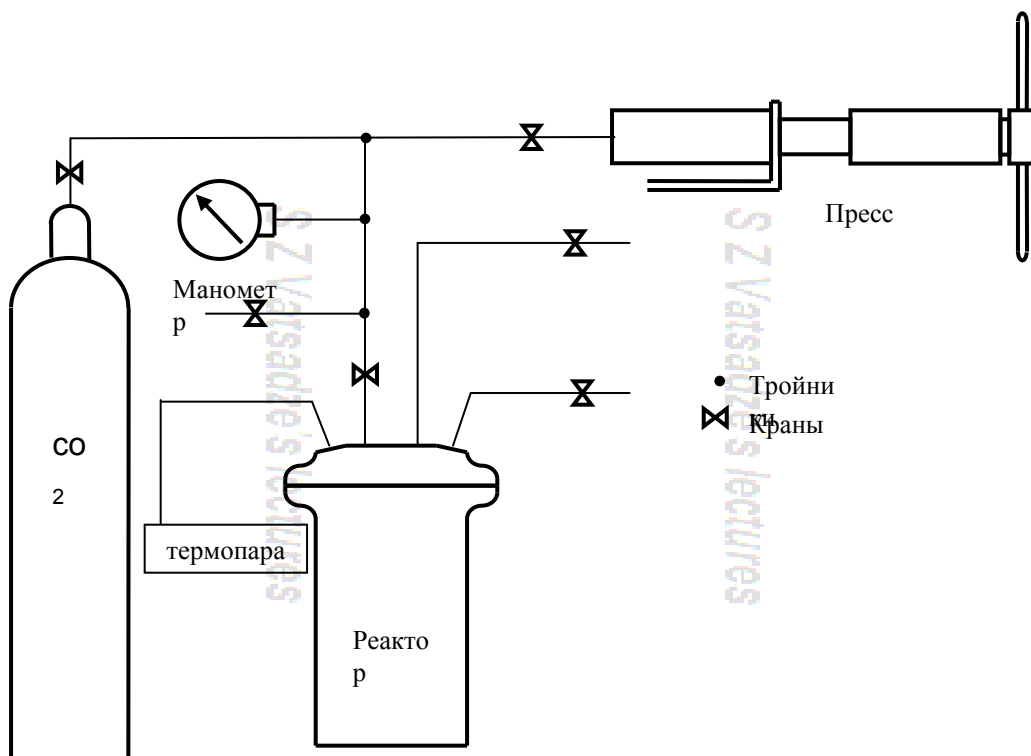 Пресс
Маномет
р
Тройни
ки
Краны
CO
2
термопара
Реакто
р
S Z Vatsadze's lectures
S Z Vatsadze's lectures